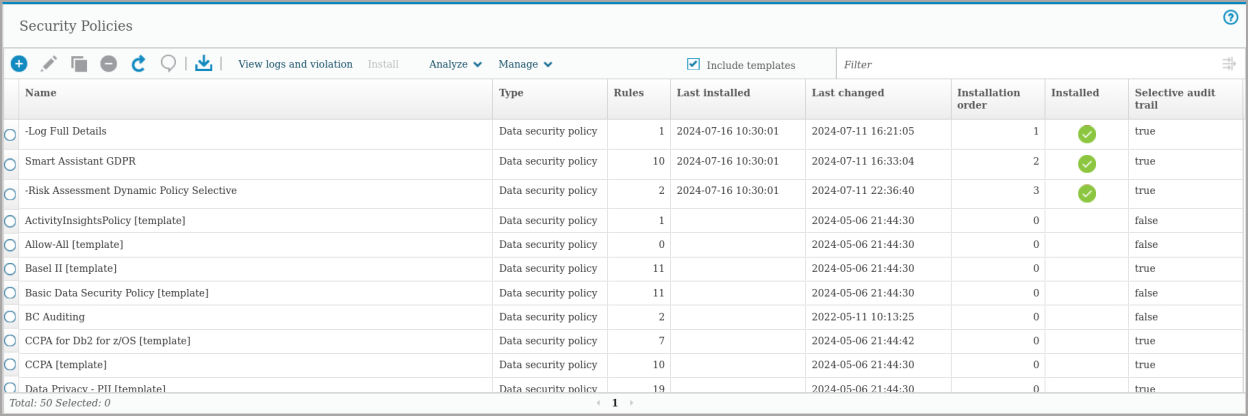 Security Policies
View logs and violation Install Analyze Manage Include templates Filter
Name Type Rules Last installed Last changed Installation order Installed Selective audit trail
-Log Full Details Data security policy 1 2024-07-16 10:30:01 2024-07-11 16:21:05 1 true
Smart Assistant GDPR Data security policy 10 2024-07-16 10:30:01 2024-07-11 16:33:04 2 true
-Risk Assessment Dynamic Policy Selective Data security policy 2 2024-07-16 10:30:01 2024-07-11 22:36:40 3 true
ActivityInsightsPolicy [template] Data security policy 1 2024-05-06 21:44:30 0 false
Allow-All [template] Data security policy 0 2024-05-06 21:44:30 0 false
Basel II [template] Data security policy 11 2024-05-06 21:44:30 0 true
Basic Data Security Policy [template] Data security policy 11 2024-05-06 21:44:30 0 false
BC Auditing Data security policy 2 2022-05-11 10:13:25 0 false
CCPA for Db2 for z/OS [template] Data security policy 7 2024-05-06 21:44:42 0 true
CCPA [template] Data security policy 10 2024-05-06 21:44:30 0 true
Data Privacy - PII [template] Data security policy 19 2024-05-06 21:44:30 0 true
Total: 50 Selected: 0 1